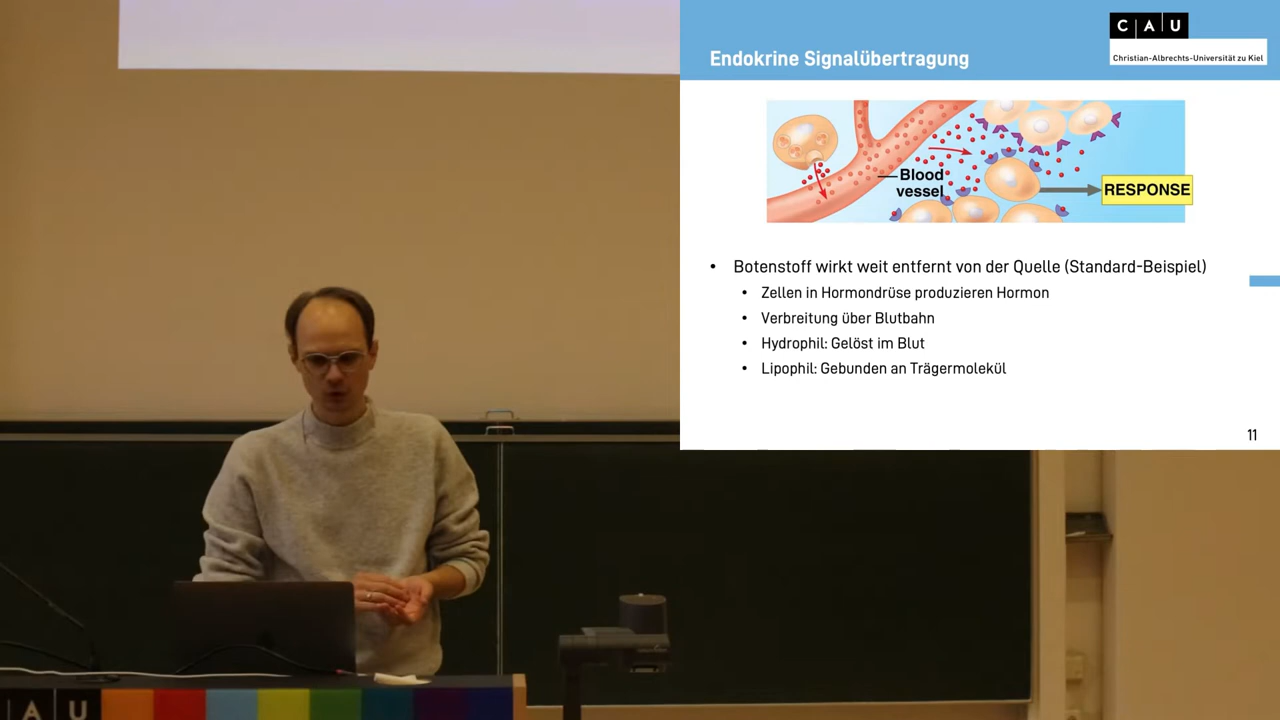 Endokrine Signalübertragung
C A U
Christian-Albrechts-Universität zu Kiel
Blood
vessel
RESPONSE
• Botenstoff wirkt weit entfernt von der Quelle (Standard-Beispiel)
• Zellen in Hormondrüse produzieren Hormon
• Verbreitung über Blutbahn
• Hydrophil: Gelöst im Blut
• Lipophil: Gebunden an Trägermolekül
11
A U